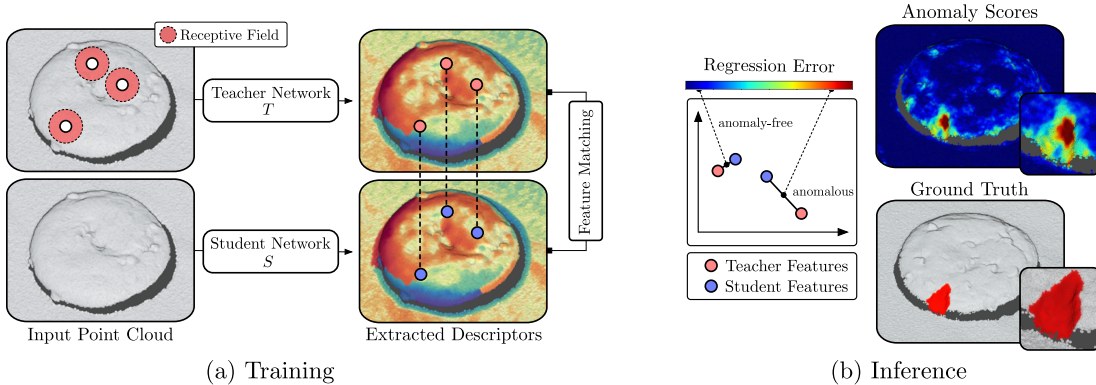 Receptive Field
Teacher Network
T
Student Network
S
Feature Matching
Input Point Cloud
Extracted Descriptors
(a) Training
Regression Error
anomaly-free
anomalous
Teacher Features
Student Features
Anomaly Scores
Ground Truth
(b) Inference